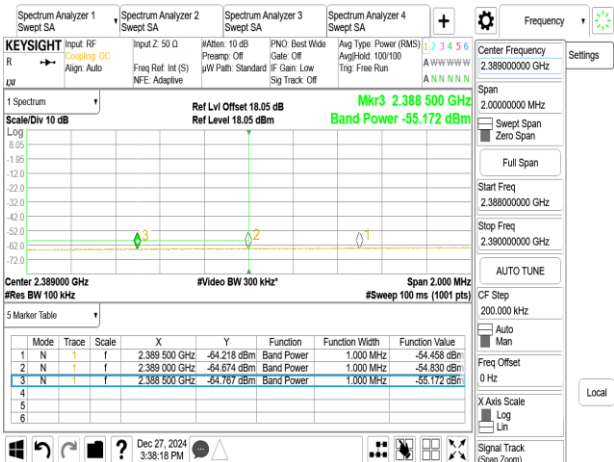 Spectrum Analyzer 1
Swept SA
Spectrum Analyzer 2
Swept SA
Spectrum Analyzer 3
Swept SA
Spectrum Analyzer 4
Swept SA
+
Frequency
KEYSIGHT
R
Input: RF
Coupling: DC
Align: Auto
Input Z: 50 Ω
Freq Ref: Int (S)
NFE: Adaptive
#Atten: 10 dB
Preamp: Off
µW Path: Standard
PNO: Best Wide
Gate: Off
IF Gain: Low
Sig Track: Off
Avg Type: Power (RMS)
Avg|Hold: 100/100
Trig: Free Run
1 2 3 4 5 6
A W W W W W
A N N N N N
1 Spectrum
Scale/Div 10 dB
Ref Lvl Offset 18.05 dB
Ref Level 18.05 dBm
Mkr3 2.388 500 GHz
Band Power -55.172 dBm
Log
8.05
-1.95
-12.0
-22.0
-32.0
-42.0
-52.0
-62.0
-72.0
3
2
1
Center 2.389000 GHz
#Video BW 300 kHz*
Span 2.000 MHz
#Res BW 100 kHz
#Sweep 100 ms (1001 pts)
5 Marker Table
Mode Trace Scale X Y Function Function Width Function Value
1 N 1 f 2.389 500 GHz -64.218 dBm Band Power 1.000 MHz -54.458 dBm
2 N 1 f 2.389 000 GHz -64.674 dBm Band Power 1.000 MHz -54.830 dBm
3 N 1 f 2.388 500 GHz -64.767 dBm Band Power 1.000 MHz -55.172 dBm
4
5
6
?
Dec 27, 2024
3:38:18 PM
Center Frequency
2.389000000 GHz
Settings
Span
2.00000000 MHz
Swept Span
Zero Span
Full Span
Start Freq
2.388000000 GHz
Stop Freq
2.390000000 GHz
AUTO TUNE
CF Step
200.000 kHz
Auto
Man
Freq Offset
0 Hz
X Axis Scale
Log
Lin
Local
Signal Track
(Span Zoom)